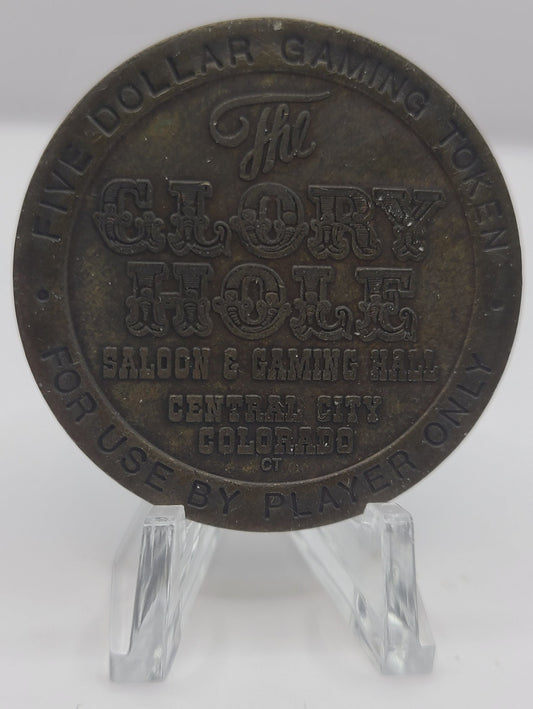 FIVE DOLLAR GAMING TOKEN
The
GLORY
HOLE
SALOON & GAMING HALL
CENTRAL CITY
COLORADO
CT
FOR USE BY PLAYER ONLY